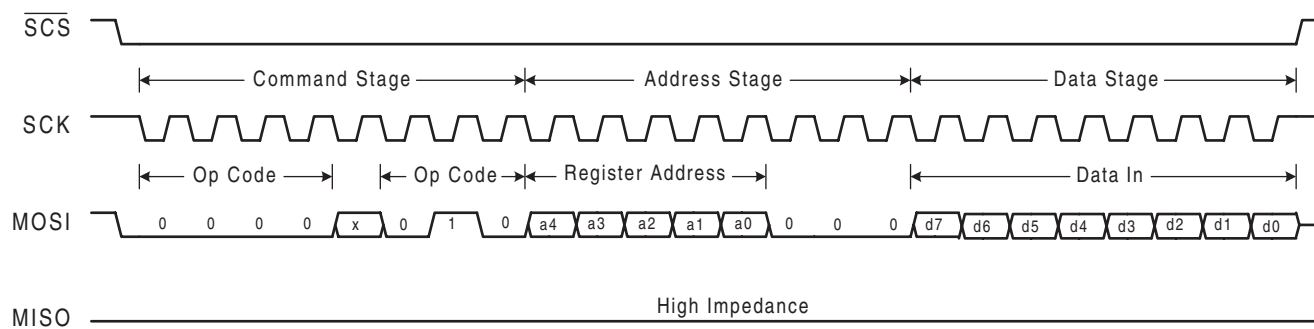 SCS
Command Stage Address Stage Data Stage
SCK
Op Code Op Code Register Address Data In
MOSI 0 0 0 0 x 0 1 0 a4 a3 a2 a1 a0 0 0 0 d7 d6 d5 d4 d3 d2 d1 d0
High Impedance
MISO